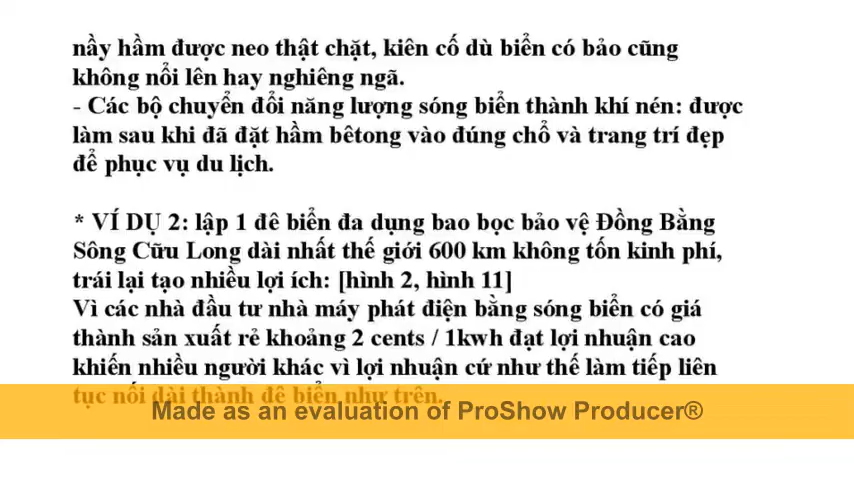 nầy hầm được neo thật chặt, kiên cố dù biển có bảo cũng
không nổi lên hay nghiêng ngã.
- Các bộ chuyển đổi năng lượng sóng biển thành khí nén: được
làm sau khi đã đặt hầm bêtong vào đúng chổ và trang trí đẹp
để phục vụ du lịch.
* VÍ DỤ 2: lập 1 đê biển đa dụng bao bọc bảo vệ Đồng Bằng
Sông Cữu Long dài nhất thế giới 600 km không tốn kinh phí,
trái lại tạo nhiều lợi ích: [hình 2, hình 11]
Vì các nhà đầu tư nhà máy phát điện bằng sóng biển có giá
thành sản xuất rẻ khoảng 2 cents / 1kwh đạt lợi nhuận cao
khiến nhiều người khác vì lợi nhuận cứ như thế làm tiếp liên
tục nối dài thành đê biển như trên.
Made as an evaluation of ProShow Producer®